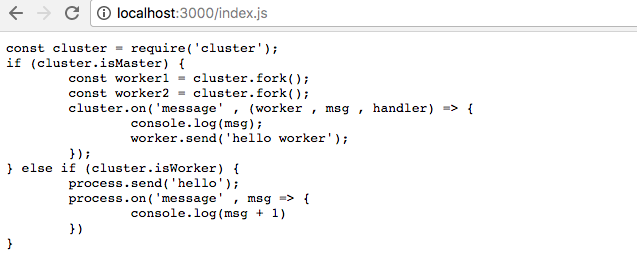 localhost:3000/index.js
const cluster = require('cluster');
if (cluster.isMaster) {
        const worker1 = cluster.fork();
        const worker2 = cluster.fork();
        cluster.on('message' , (worker , msg , handler) => {
                console.log(msg);
                worker.send('hello worker');
        });
} else if (cluster.isWorker) {
        process.send('hello');
        process.on('message' , msg => {
                console.log(msg + 1)
        })
}